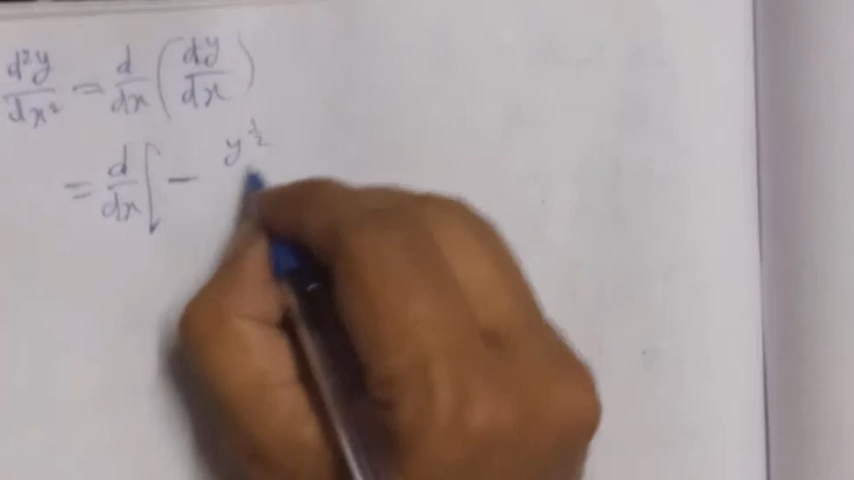 d²y/dx² = d/dx (dy/dx)
= d/dx [ - y^½